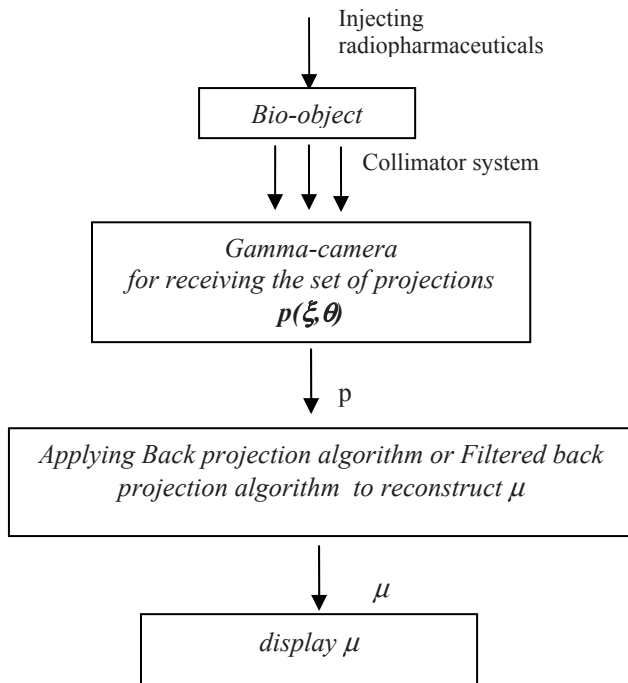 Injecting
radiopharmaceuticals
Bio-object
Collimator system
Gamma-camera
for receiving the set of projections
p(ξ,θ)
p
Applying Back projection algorithm or Filtered back
projection algorithm to reconstruct μ
μ
display μ